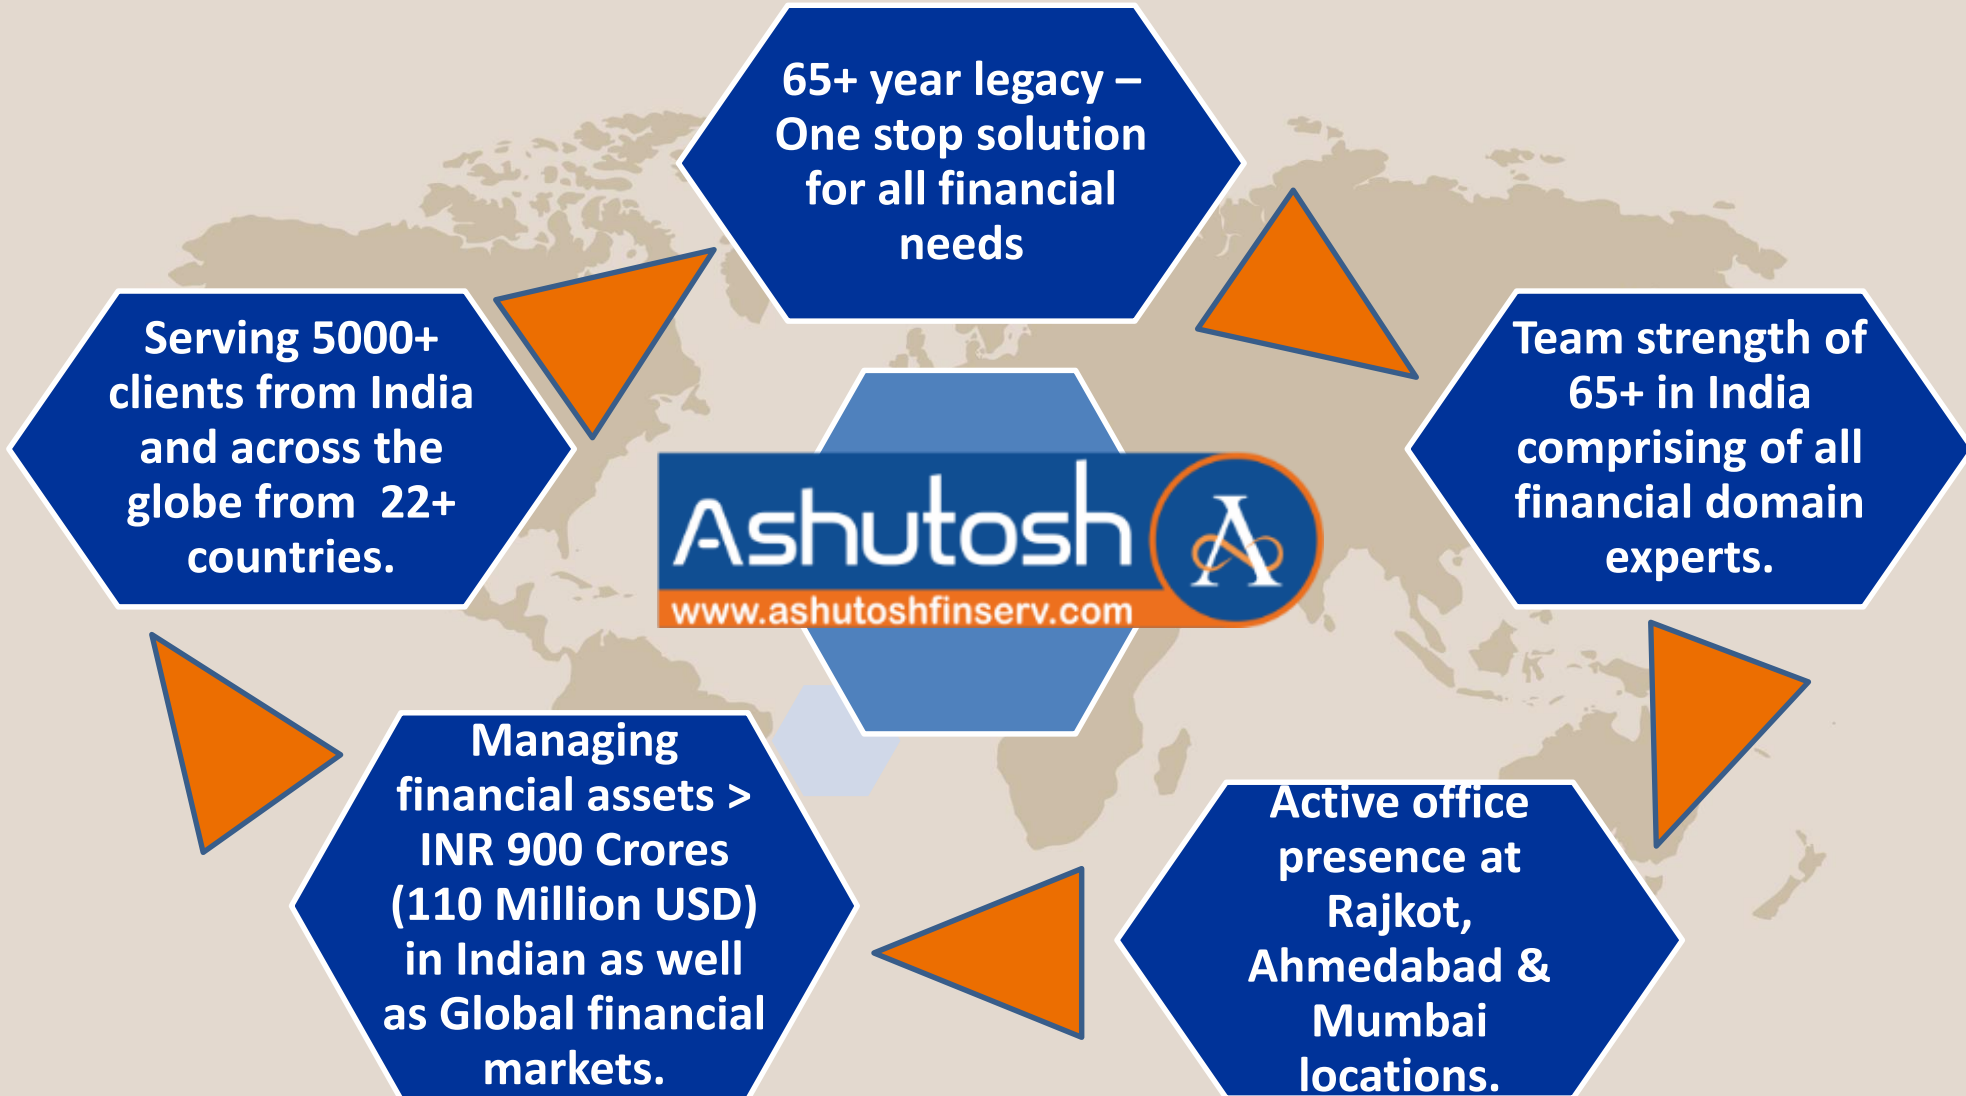 65+ year legacy –
One stop solution
for all financial
needs
Team strength of
65+ in India
comprising of all
financial domain
experts.
Active office
presence at
Rajkot,
Ahmedabad &
Mumbai
locations.
Managing
financial assets >
INR 900 Crores
(110 Million USD)
in Indian as well
as Global financial
markets.
Serving 5000+
clients from India
and across the
globe from  22+
countries.
Ashutosh A
www.ashutoshfinserv.com